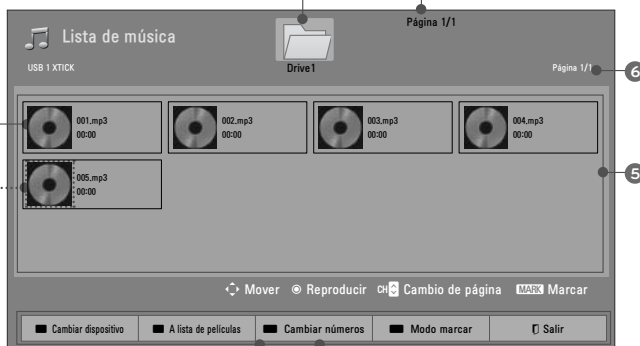 Página 1/1
Lista de música
USB 1 XTICK
Drive1
Página 1/1
6
001.mp3
00:00
002.mp3
00:00
003.mp3
00:00
004.mp3
00:00
005.mp3
00:00
5
Mover Reproducir CH Cambio de página MARK Marcar
Cambiar dispositivo A lista de películas Cambiar números Modo marcar Salir